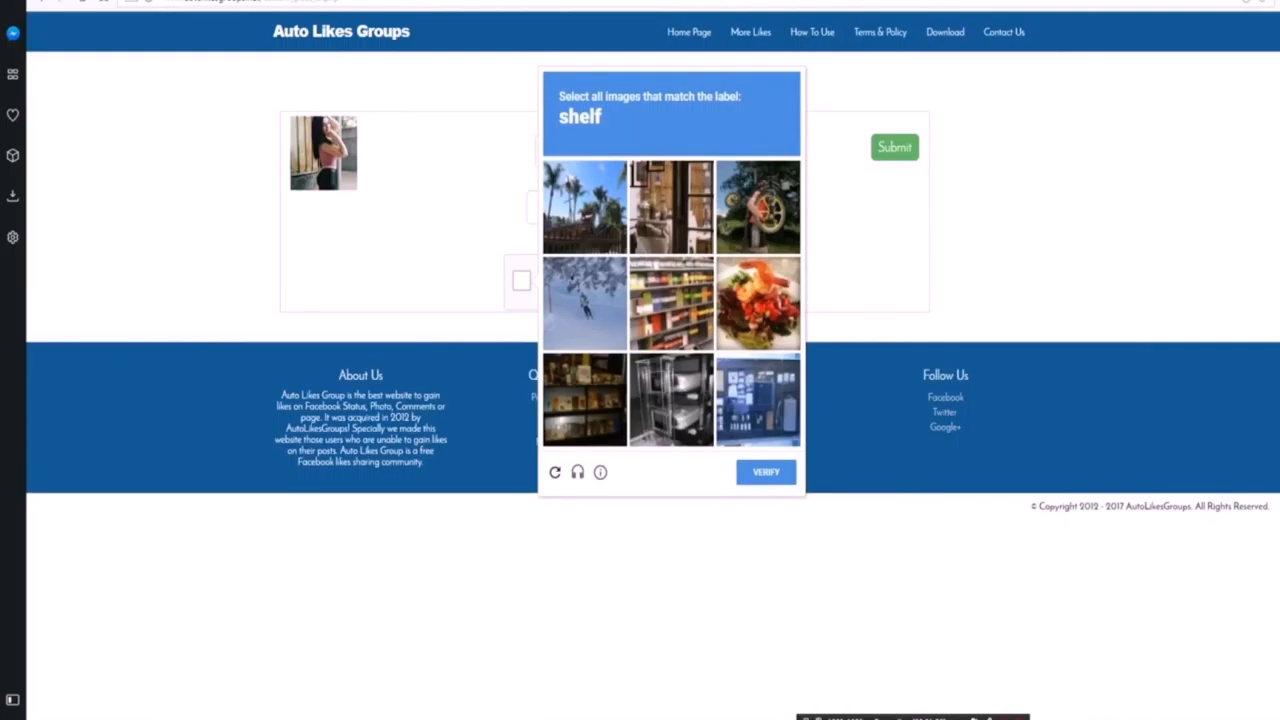 Auto Likes Groups
Home Page
More Likes
How To Use
Terms & Policy
Download
Contact Us
Select all images that match the label:
shelf
Submit
VERIFY
About Us
Auto Likes Group is the best website to gain
likes on Facebook Status, Photo, Comments or
page. It was acquired in 2012 by
AutoLikesGroups! Specially we made this
website those users who are unable to gain likes
on their posts. Auto Likes Group is a free
Facebook likes sharing community.
Follow Us
Facebook
Twitter
Google+
© Copyright 2012 - 2017 AutoLikesGroups. All Rights Reserved.